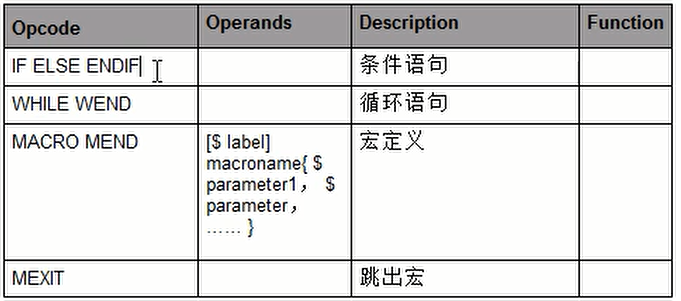 Opcode Operands Description Function
IF ELSE ENDIF 条件语句
WHILE WEND 循环语句
MACRO MEND [$ label] 宏定义
macroname{ $
parameter1， $
parameter，
…… }
MEXIT 跳出宏